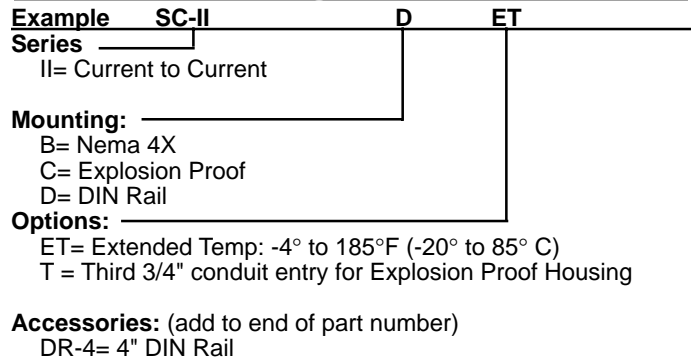 Example SC-II D ET
Series
II= Current to Current
Mounting:
B= Nema 4X
C= Explosion Proof
D= DIN Rail
Options:
ET= Extended Temp: -4° to 185°F (-20° to 85° C)
T = Third 3/4" conduit entry for Explosion Proof Housing
Accessories: (add to end of part number)
DR-4= 4" DIN Rail